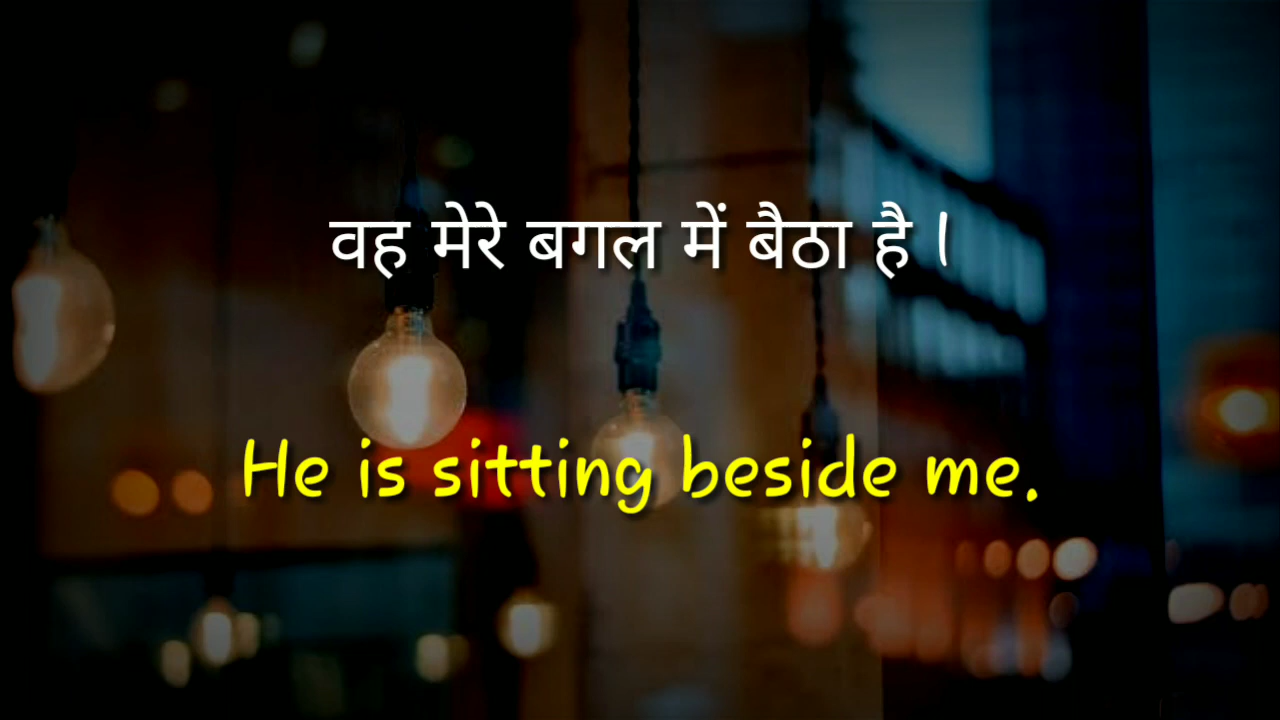 वह मेरे बगल में बैठा है ।
He is sitting beside me.